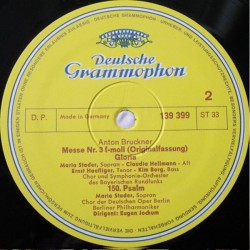 Deutsche
Grammophon
D. P.
Made in Germany
139 399
ST 33
2
Anton Bruckner
Messe Nr. 3 f-moll (Originalfassung)
Gloria
Maria Stader, Sopran - Claudia Hellmann - Alt
Ernst Haefliger, Tenor - Kim Borg, Bass
Chor und Symphonie-Orchester
des Bayerischen Rundfunks
150. Psalm
Maria Stader, Sopran
Chor der Deutschen Oper Berlin
Berliner Philharmoniker
Dirigent: Eugen Jochum